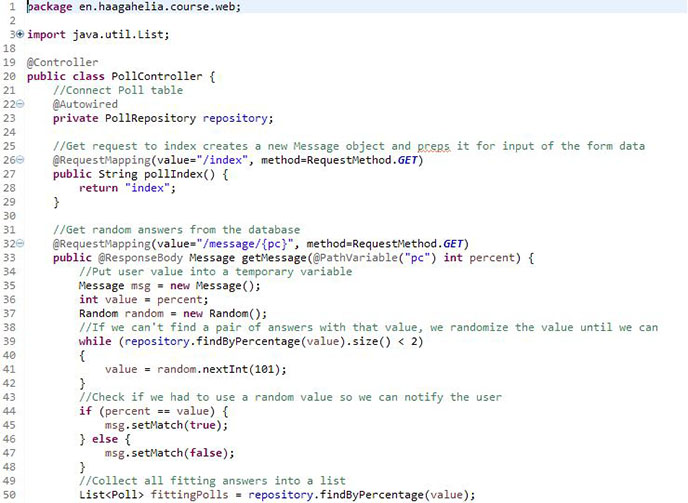 1 package en.haagahelia.course.web;
2
3 import java.util.List;
18
19 @Controller
20 public class PollController {
21 //Connect Poll table
22 @Autowired
23 private PollRepository repository;
24
25 //Get request to index creates a new Message object and preps it for input of the form data
26 @RequestMapping(value="/index", method=RequestMethod.GET)
27 public String pollIndex() {
28 return "index";
29 }
30
31 //Get random answers from the database
32 @RequestMapping(value="/message/{pc}", method=RequestMethod.GET)
33 public @ResponseBody Message getMessage(@PathVariable("pc") int percent) {
34 //Put user value into a temporary variable
35 Message msg = new Message();
36 int value = percent;
37 Random random = new Random();
38 //If we can't find a pair of answers with that value, we randomize the value until we can
39 while (repository.findByPercentage(value).size() < 2)
40 {
41 value = random.nextInt(101);
42 }
43 //Check if we had to use a random value so we can notify the user
44 if (percent == value) {
45 msg.setMatch(true);
46 } else {
47 msg.setMatch(false);
48 }
49 //Collect all fitting answers into a list
50 List<Poll> fittingPolls = repository.findByPercentage(value);